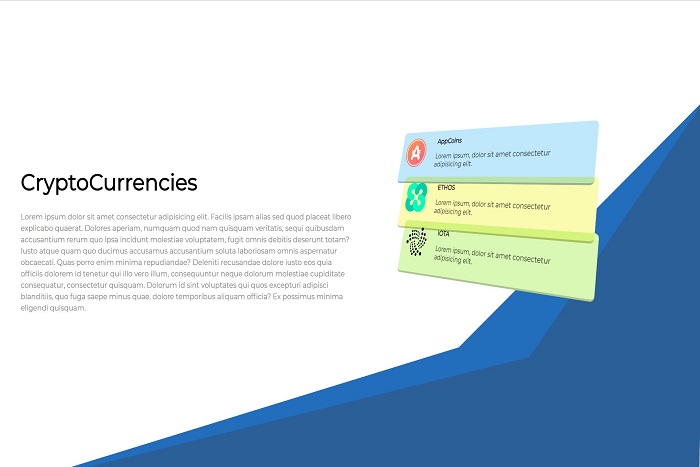 CryptoCurrencies
Lorem ipsum dolor sit amet consectetur adipisicing elit. Facilis ipsam alias sed quod placeat libero
explicabo quaerat. Dolores aperiam, numquam quod nam quisquam veritatis, sequi quibusdam
accusantium rerum quo ipsa incidunt molestiae voluptatem, fugit omnis debitis deserunt totam?
Iusto atque quam quo ducimus accusamus accusantium soluta laboriosam omnis aspernatur
obcaecati. Quas porro enim minima repudiandae? Deleniti recusandae dolore iusto eos quia
officiis dolorem id tenetur qui illo vero illum, consequuntur neque dolorum molestiae cupiditate
consequatur, consectetur quisquam. Dolorum id sint voluptates qui quos excepturi adipisci
blanditiis, quo fuga saepe minus quae, dolore temporibus aliquam officia? Ex possimus minima
eligendi quisquam.
AppCoins
Lorem ipsum, dolor sit amet consectetur
adipisicing elit.
ETHOS
Lorem ipsum, dolor sit amet consectetur
adipisicing elit.
IOTA
Lorem ipsum, dolor sit amet consectetur
adipisicing elit.